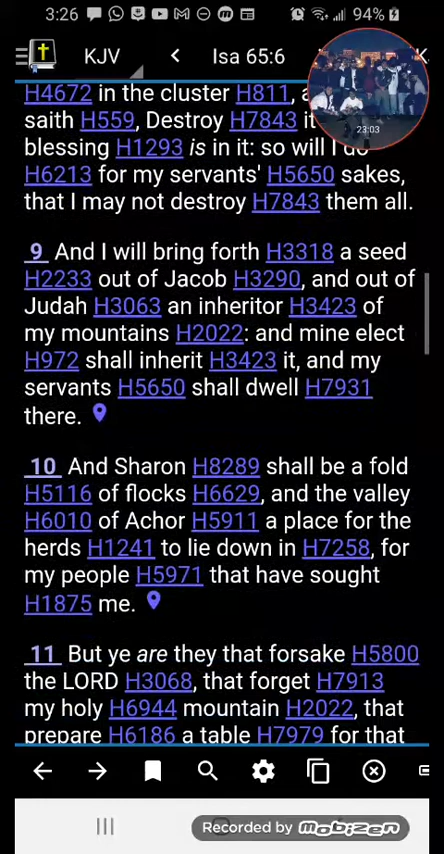 3:26 94%
KJV Isa 65:6
23:03
H4672 in the cluster H811, a
saith H559, Destroy H7843 it
blessing H1293 is in it: so will I do
H6213 for my servants' H5650 sakes,
that I may not destroy H7843 them all.
9 And I will bring forth H3318 a seed
H2233 out of Jacob H3290, and out of
Judah H3063 an inheritor H3423 of
my mountains H2022: and mine elect
H972 shall inherit H3423 it, and my
servants H5650 shall dwell H7931
there.
10 And Sharon H8289 shall be a fold
H5116 of flocks H6629, and the valley
H6010 of Achor H5911 a place for the
herds H1241 to lie down in H7258, for
my people H5971 that have sought
H1875 me.
11 But ye are they that forsake H5800
the LORD H3068, that forget H7913
my holy H6944 mountain H2022, that
prepare H6186 a table H7979 for that
Recorded by Mobizen